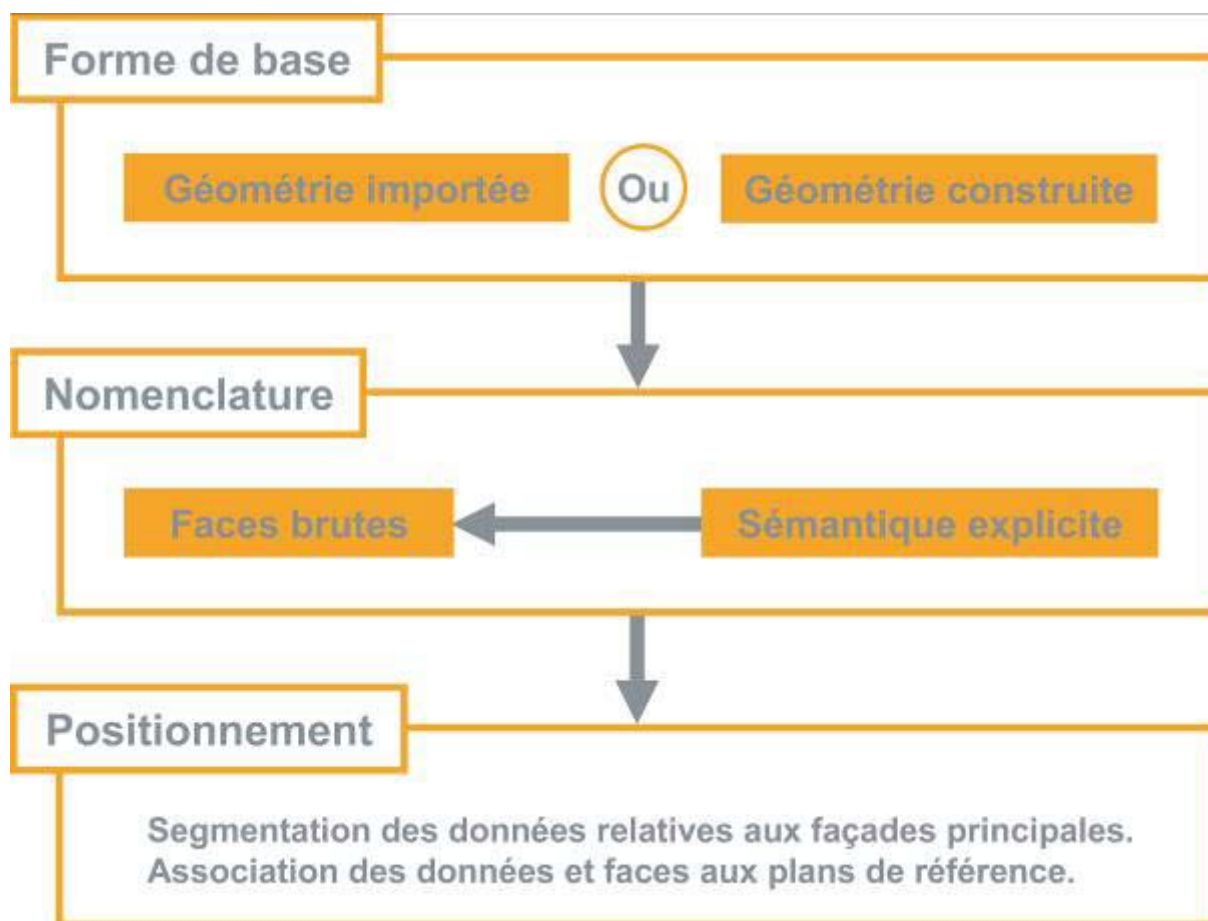 Forme de base
Géométrie importée Ou Géométrie construite
Nomenclature
Faces brutes Sémantique explicite
Positionnement
Segmentation des données relatives aux façades principales.
Association des données et faces aux plans de référence.